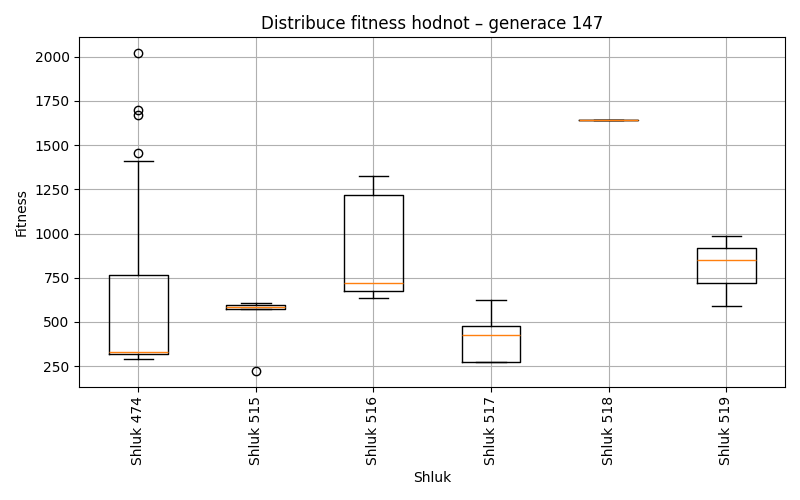 Distribuce fitness hodnot – generace 147
Fitness
2000
1750
1500
1250
1000
750
500
250
Shluk 474
Shluk 515
Shluk 516
Shluk 517
Shluk 518
Shluk 519
Shluk